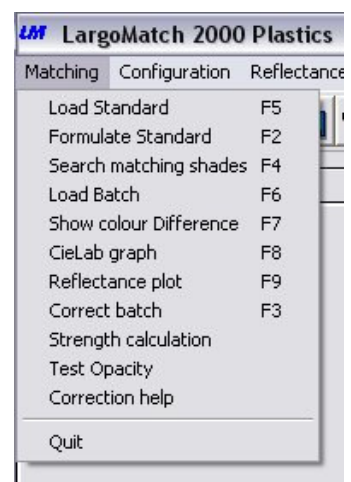 LM LargoMatch 2000 Plastics
Matching Configuration Reflectance
Load Standard F5
Formulate Standard F2
Search matching shades F4
Load Batch F6
Show colour Difference F7
CieLab graph F8
Reflectance plot F9
Correct batch F3
Strength calculation
Test Opacity
Correction help
Quit